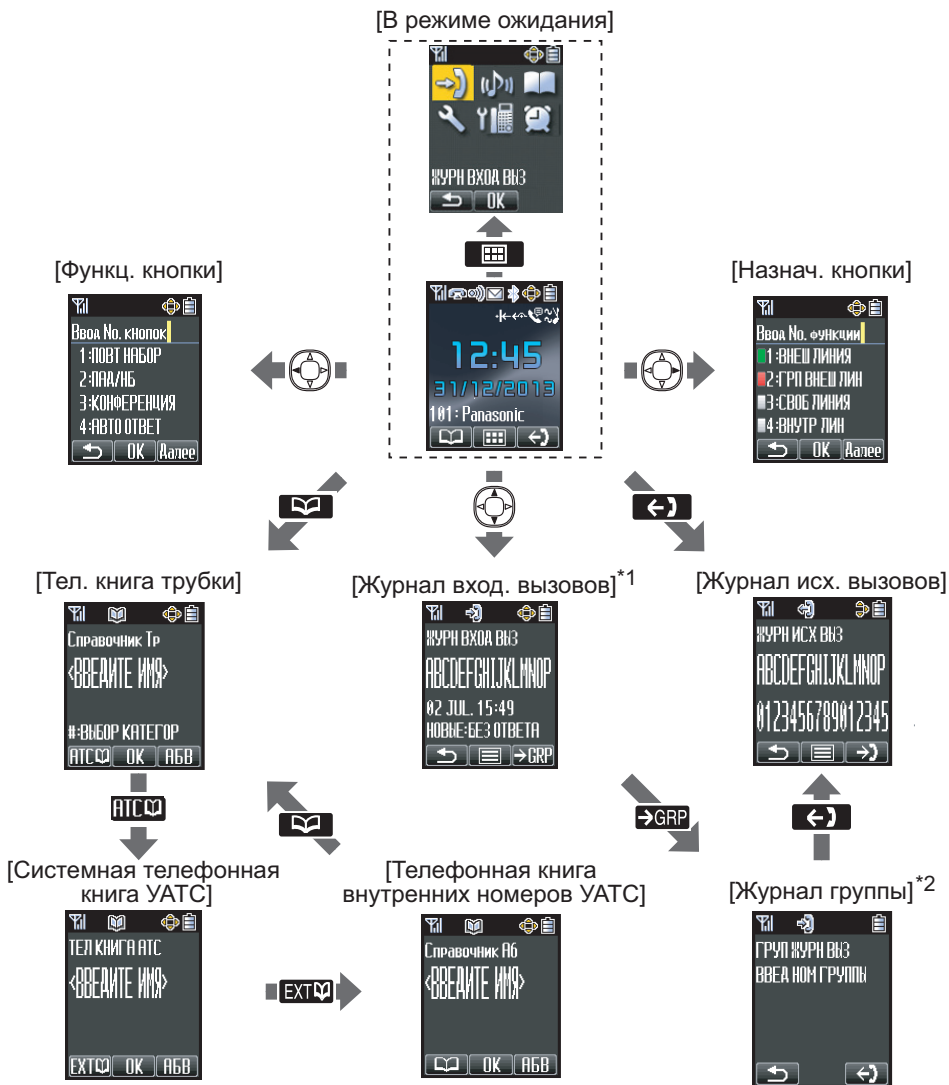 [В режиме ожидания]
ЖУРН ВХОД ВЫЗ
OK
[Функц. кнопки]
Ввод No. кнопок
1:ПОВТ НАБОР
2:ПАД/НБ
3:КОНФЕРЕНЦИЯ
4:АВТО ОТВЕТ
OK
Далее
12:45
31/12/2013
101: Panasonic
[Назнач. кнопки]
Ввод No. функции
1:ВНЕШ ЛИНИЯ
2:ГРП ВНЕШ ЛИН
3:СВОБ ЛИНИЯ
4:ВНУТР ЛИН
OK
Далее
[Тел. книга трубки]
Справочник Тр
<ВВЕДИТЕ ИМЯ>
#:ВЫБОР КАТЕГОР
АТС
OK
АБВ
[Журнал вход. вызовов]*1
ЖУРН ВХОД ВЫЗ
ABCDEFGHIJKLMNOP
02 JUL. 15:49
НОВЫЕ:БЕЗ ОТВЕТА
→GRP
[Журнал исх. вызовов]
ЖУРН ИСХ ВЫЗ
ABCDEFGHIJKLMNOP
0123456789012345
АТС
→GRP
[Системная телефонная
книга УАТС]
ТЕЛ КНИГА АТС
<ВВЕДИТЕ ИМЯ>
EXT
OK
АБВ
EXT
[Телефонная книга
внутренних номеров УАТС]
Справочник Аб
<ВВЕДИТЕ ИМЯ>
OK
АБВ
[Журнал группы]*2
ГРУП ЖУРН ВЫЗ
ВВЕД НОМ ГРУППЫ